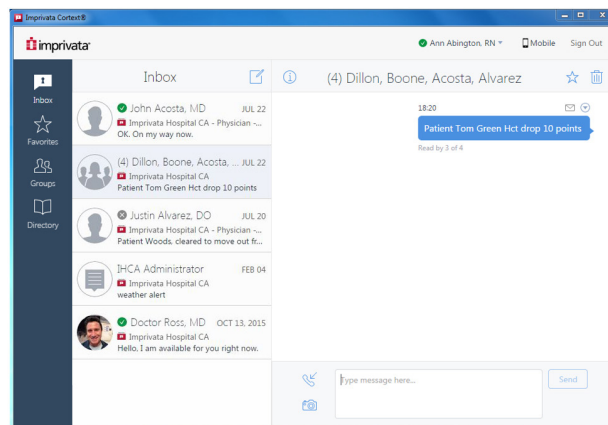 Imprivata Cortext®
imprivata®
Ann Abington, RN
Mobile
Sign Out
1
Inbox
Favorites
Groups
Directory
Inbox
John Acosta, MD JUL 22
Imprivata Hospital CA - Physician -...
OK. On my way now.
(4) Dillon, Boone, Acosta, ... JUL 22
Imprivata Hospital CA
Patient Tom Green Hct drop 10 points
Justin Alvarez, DO JUL 20
Imprivata Hospital CA - Physician -...
Patient Woods. cleared to move out fr...
IHCA Administrator FEB 04
Imprivata Hospital CA
weather alert
Doctor Ross, MD OCT 13, 2015
Imprivata Hospital CA
Hello, I am available for you right now.
(4) Dillon, Boone, Acosta, Alvarez
18:20
Patient Tom Green Hct drop 10 points
Read by 3 of 4
Type message here...
Send